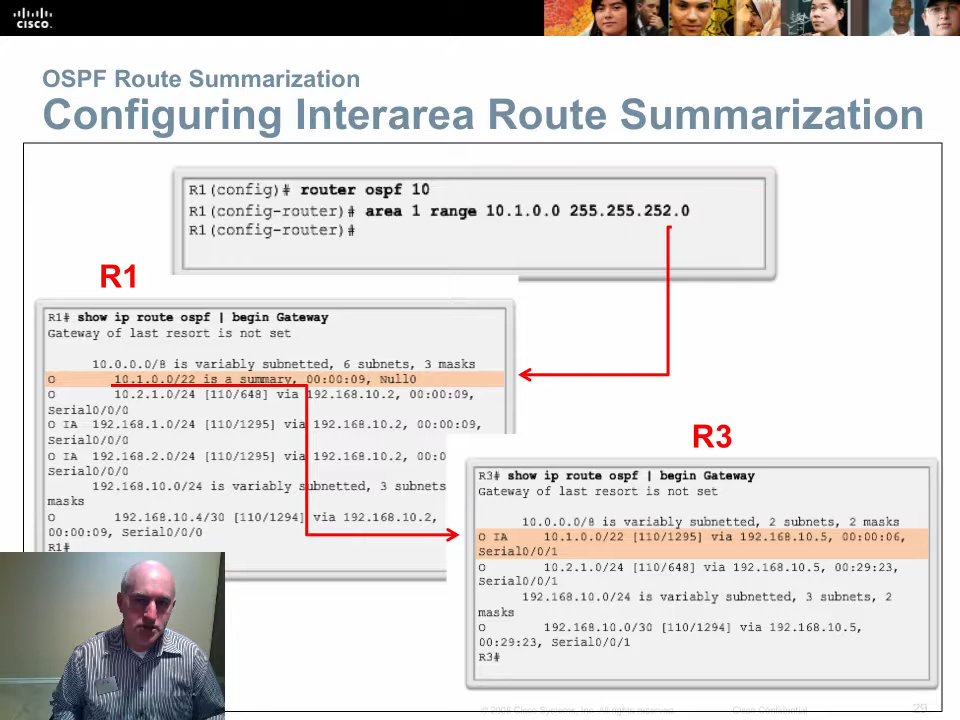 CISCO
OSPF Route Summarization
Configuring Interarea Route Summarization
R1(config)# router ospf 10
R1(config-router)# area 1 range 10.1.0.0 255.255.252.0
R1(config-router)#
R1
R1# show ip route ospf | begin Gateway
Gateway of last resort is not set
10.0.0.0/8 is variably subnetted, 6 subnets, 3 masks
O 10.1.0.0/22 is a summary, 00:00:09, Null0
O 10.2.1.0/24 [110/648] via 192.168.10.2, 00:00:09,
Serial0/0/0
O IA 192.168.1.0/24 [110/1295] via 192.168.10.2, 00:00:09,
Serial0/0/0
O IA 192.168.2.0/24 [110/1295] via 192.168.10.2, 00:0
Serial0/0/0
192.168.10.0/24 is variably subnetted, 3 subnets
masks
O 192.168.10.4/30 [110/1294] via 192.168.10.2,
00:00:09, Serial0/0/0
R1#
R3
R3# show ip route ospf | begin Gateway
Gateway of last resort is not set
10.0.0.0/8 is variably subnetted, 2 subnets, 2 masks
O IA 10.1.0.0/22 [110/1295] via 192.168.10.5, 00:00:06,
Serial0/0/1
O 10.2.1.0/24 [110/648] via 192.168.10.5, 00:29:23,
Serial0/0/1
192.168.10.0/24 is variably subnetted, 3 subnets, 2
masks
O 192.168.10.0/30 [110/1294] via 192.168.10.5,
00:29:23, Serial0/0/1
R3#
Cisco Systems, Inc. All rights reserved. Cisco Confidential 29